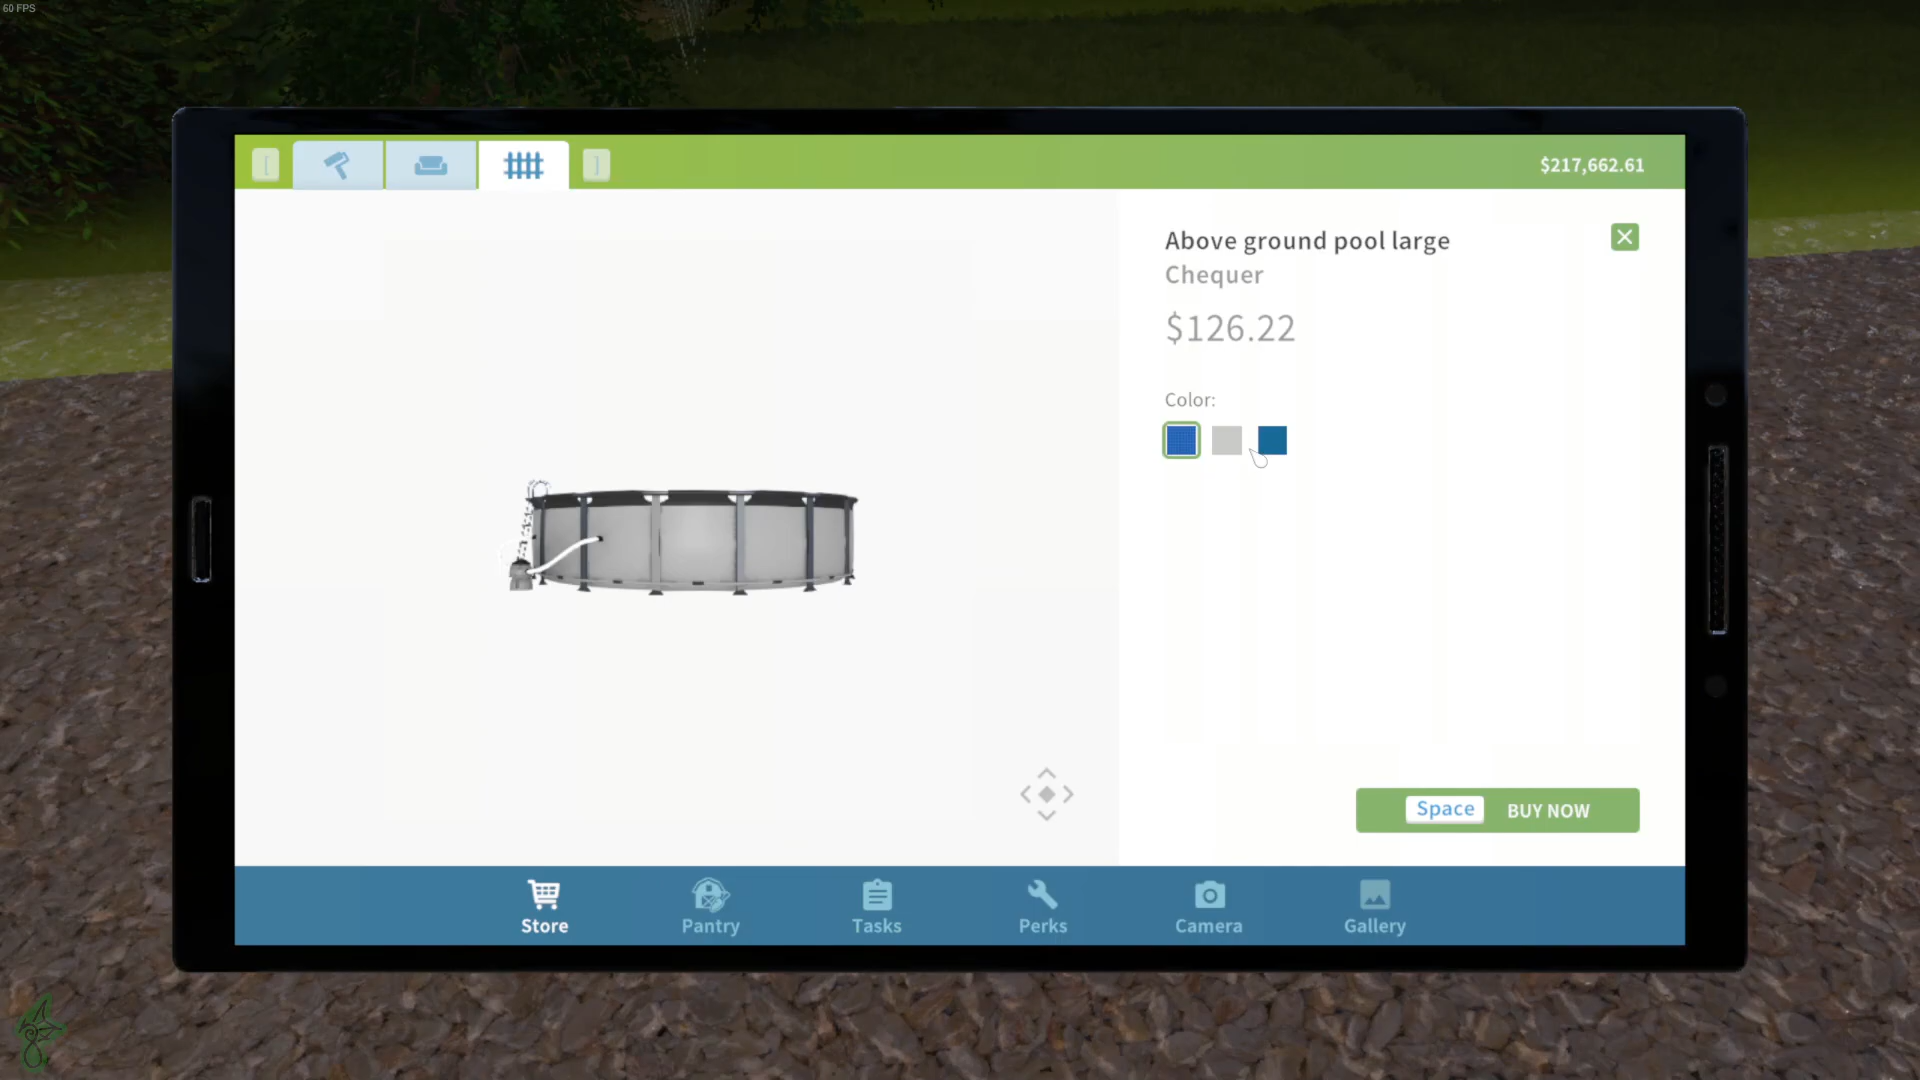 60 FPS
[
]
$217,662.61
Above ground pool large
Chequer
$126.22
Color:
Space BUY NOW
Store Pantry Tasks Perks Camera Gallery